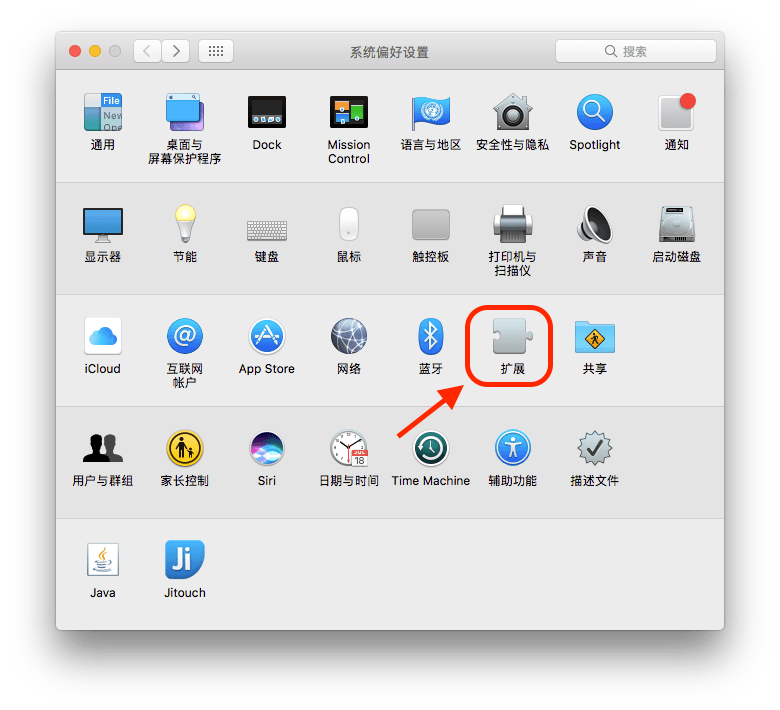 系统偏好设置
搜索
File
New
Ope
通用
桌面与
屏幕保护程序
Dock
Mission
Control
语言与地区
安全性与隐私
Spotlight
通知
显示器
节能
键盘
鼠标
触控板
打印机与
扫描仪
声音
启动磁盘
iCloud
@
互联网
帐户
App Store
网络
蓝牙
扩展
共享
JUL
18
用户与群组
家长控制
Siri
日期与时间
Time Machine
辅助功能
描述文件
Ji
Java
Jitouch